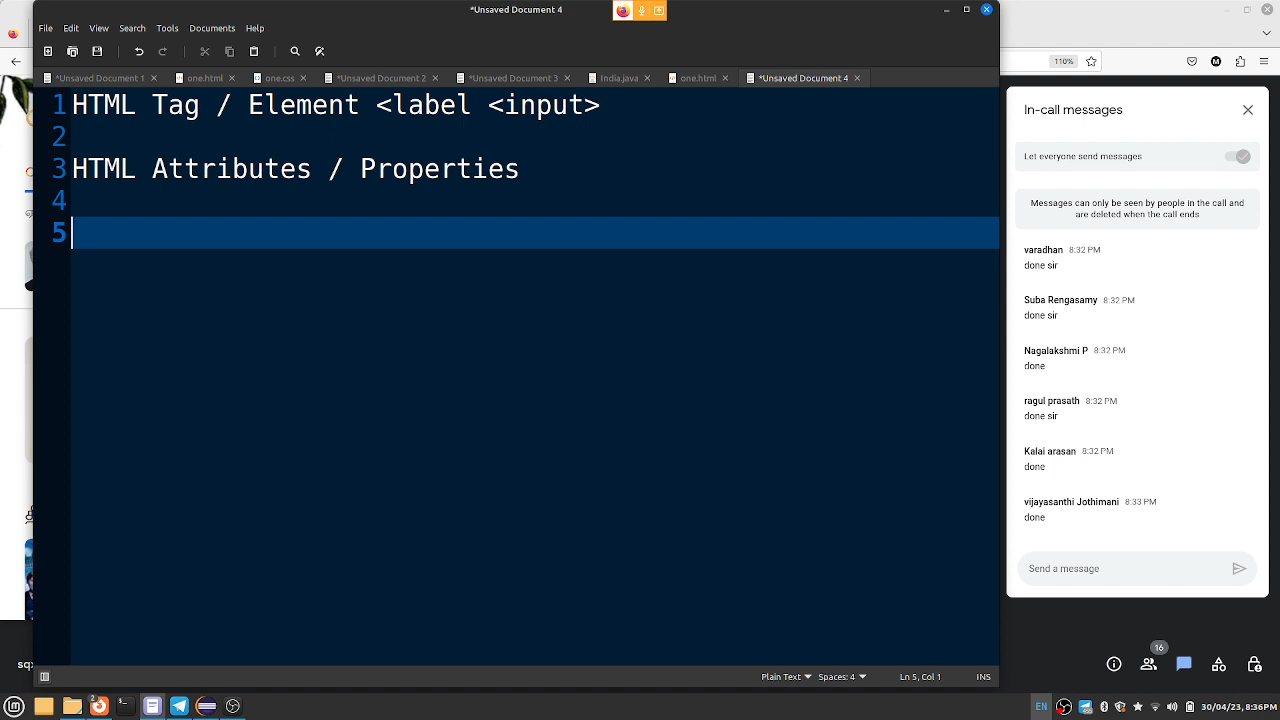 *Unsaved Document 4
File Edit View Search Tools Documents Help
*Unsaved Document 1 one.html one.css *Unsaved Document 2 *Unsaved Document 3 India.java one.html *Unsaved Document 4
110%
1 HTML Tag / Element <label <input>
2
3 HTML Attributes / Properties
4
5
Plain Text Spaces: 4 Ln 5, Col 1 INS
In-call messages
Let everyone send messages
Messages can only be seen by people in the call and
are deleted when the call ends
varadhan 8:32 PM
done sir
Suba Rengasamy 8:32 PM
done sir
Nagalakshmi P 8:32 PM
done
ragul prasath 8:32 PM
done sir
Kalai arasan 8:32 PM
done
vijayasanthi Jothimani 8:33 PM
done
Send a message
16
sqx
2
EN 30/04/23, 8:36PM